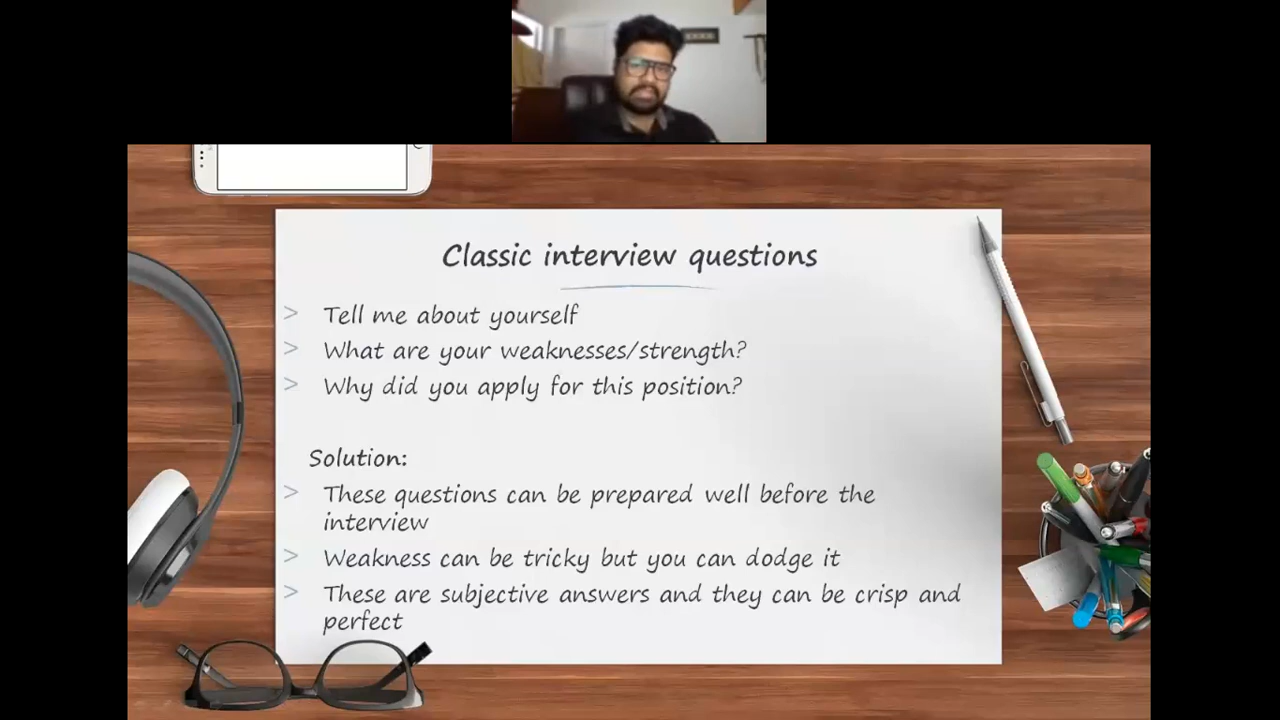 Classic interview questions
> Tell me about yourself
> What are your weaknesses/strength?
> Why did you apply for this position?
Solution:
> These questions can be prepared well before the
interview
> Weakness can be tricky but you can dodge it
> These are subjective answers and they can be crisp and
perfect